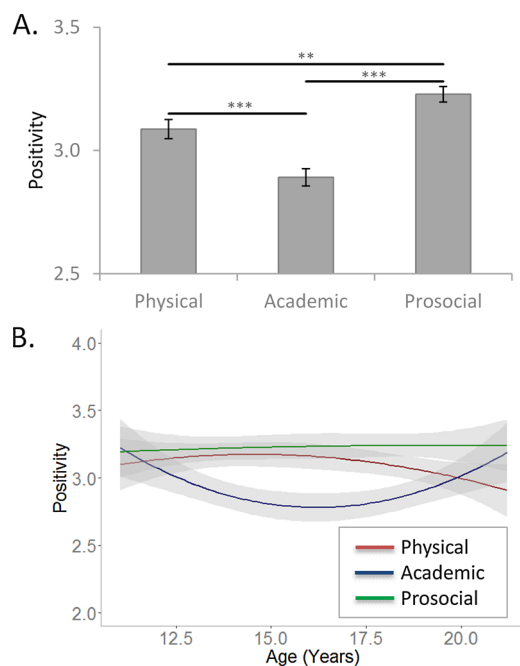 A.
3.5
**
***
***
3.0
Positivity
2.5
Physical Academic Prosocial
B.
4.0
3.5
3.0
Positivity
2.5
2.0
Physical
Academic
Prosocial
12.5 15.0 17.5 20.0
Age (Years)